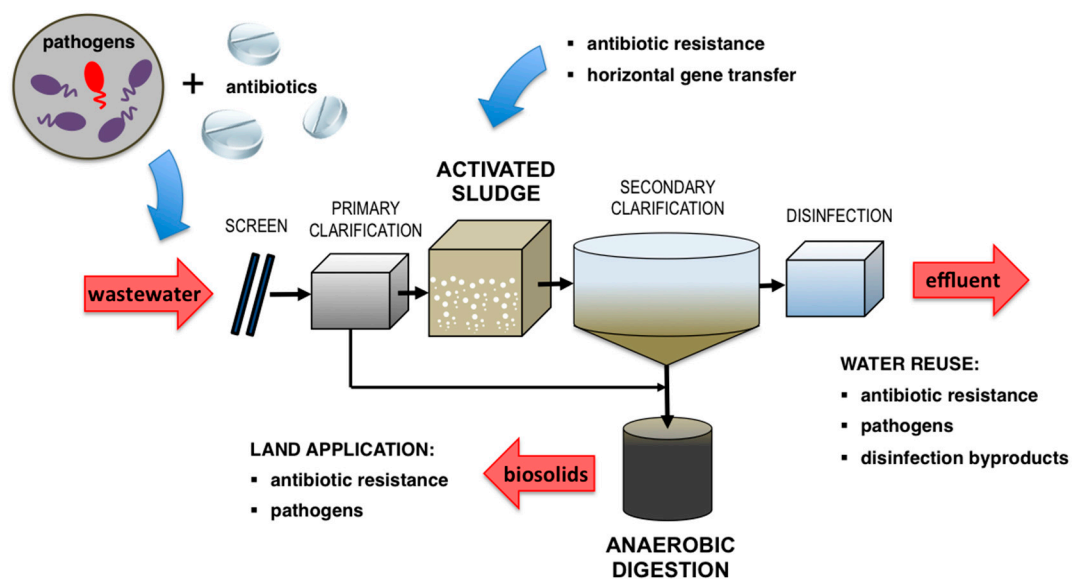 pathogens
+
antibiotics
▪ antibiotic resistance
▪ horizontal gene transfer
SCREEN
PRIMARY
CLARIFICATION
ACTIVATED
SLUDGE
SECONDARY
CLARIFICATION
DISINFECTION
wastewater
effluent
WATER REUSE:
▪ antibiotic resistance
▪ pathogens
▪ disinfection byproducts
LAND APPLICATION:
▪ antibiotic resistance
▪ pathogens
biosolids
ANAEROBIC
DIGESTION